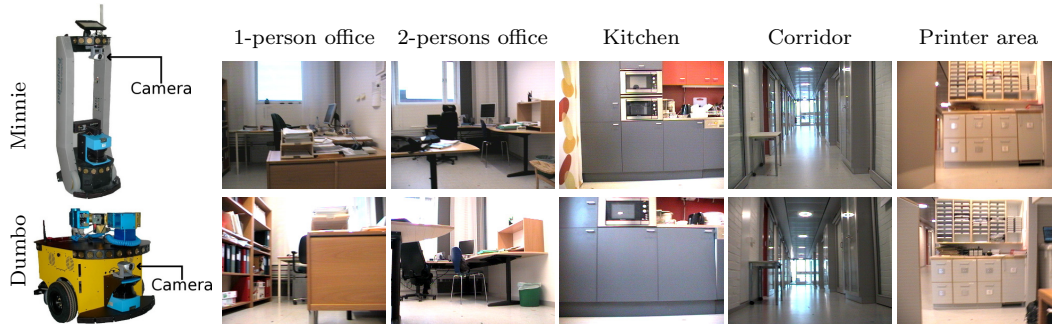 1-person office
2-persons office
Kitchen
Corridor
Printer area
Minnie
Camera
Dumbo
Camera